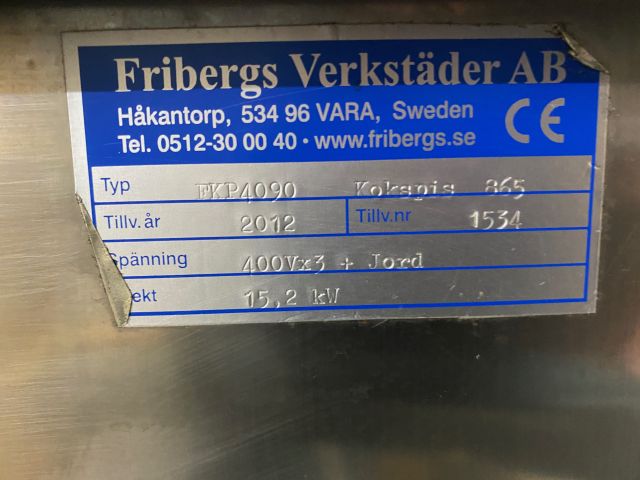 Fribergs Verkstäder AB
Håkantorp, 534 96 VARA, Sweden
Tel. 0512-30 00 40 • www.fribergs.se
CE
Typ FKP4090 Kokspis 865
Tillv.år 2012 Tillv.nr 1534
Spänning 400Vx3 + Jord
ekt 15,2 kW